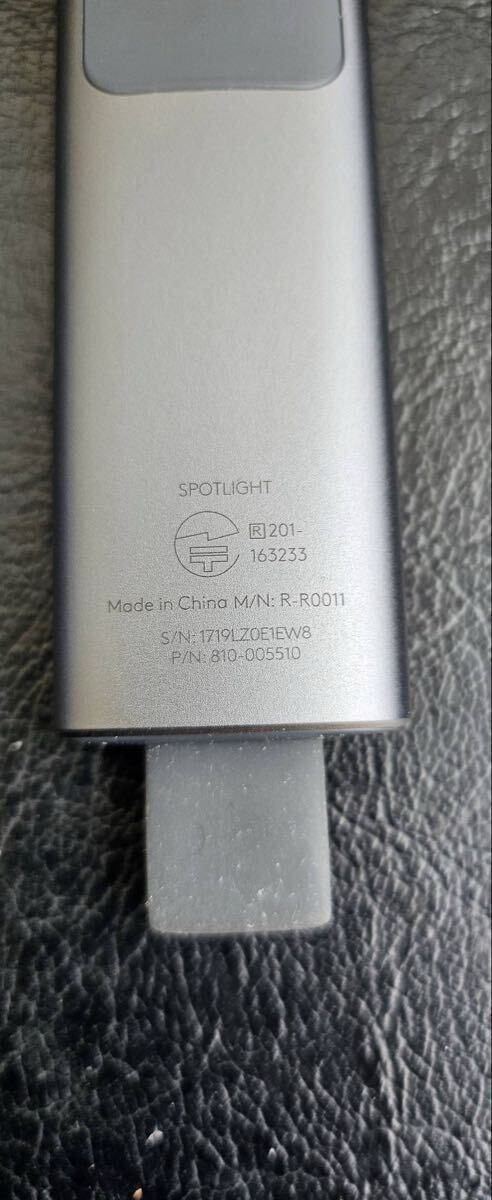 SPOTLIGHT
R 201-
163233
Made in China M/N: R-R0011
S/N: 1719LZ0E1EW8
P/N: 810-005510